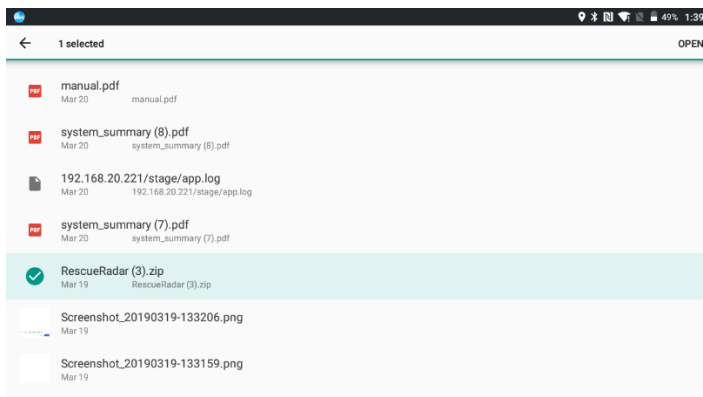 49% 1:39
1 selected OPEN
PDF manual.pdf
Mar 20 manual.pdf
PDF system_summary (8).pdf
Mar 20 system_summary (8).pdf
192.168.20.221/stage/app.log
Mar 20 192.168.20.221/stage/app.log
PDF system_summary (7).pdf
Mar 20 system_summary (7).pdf
RescueRadar (3).zip
Mar 19 RescueRadar (3).zip
Screenshot_20190319-133206.png
Mar 19
Screenshot_20190319-133159.png
Mar 19